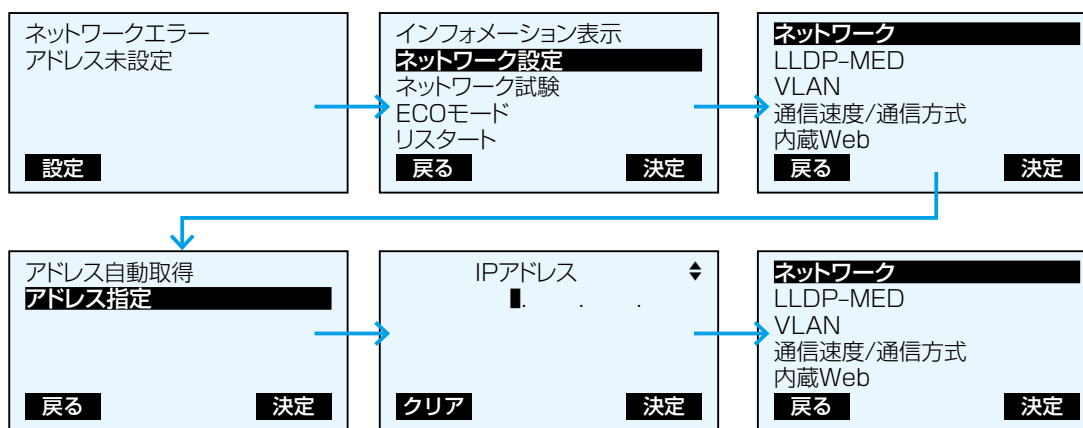 ネットワークエラー
アドレス未設定
設定
インフォメーション表示
ネットワーク設定
ネットワーク試験
ECOモード
リスタート
戻る 決定
ネットワーク
LLDP-MED
VLAN
通信速度/通信方式
内蔵Web
戻る 決定
アドレス自動取得
アドレス指定
戻る 決定
IPアドレス
. . .
クリア 決定
ネットワーク
LLDP-MED
VLAN
通信速度/通信方式
内蔵Web
戻る 決定